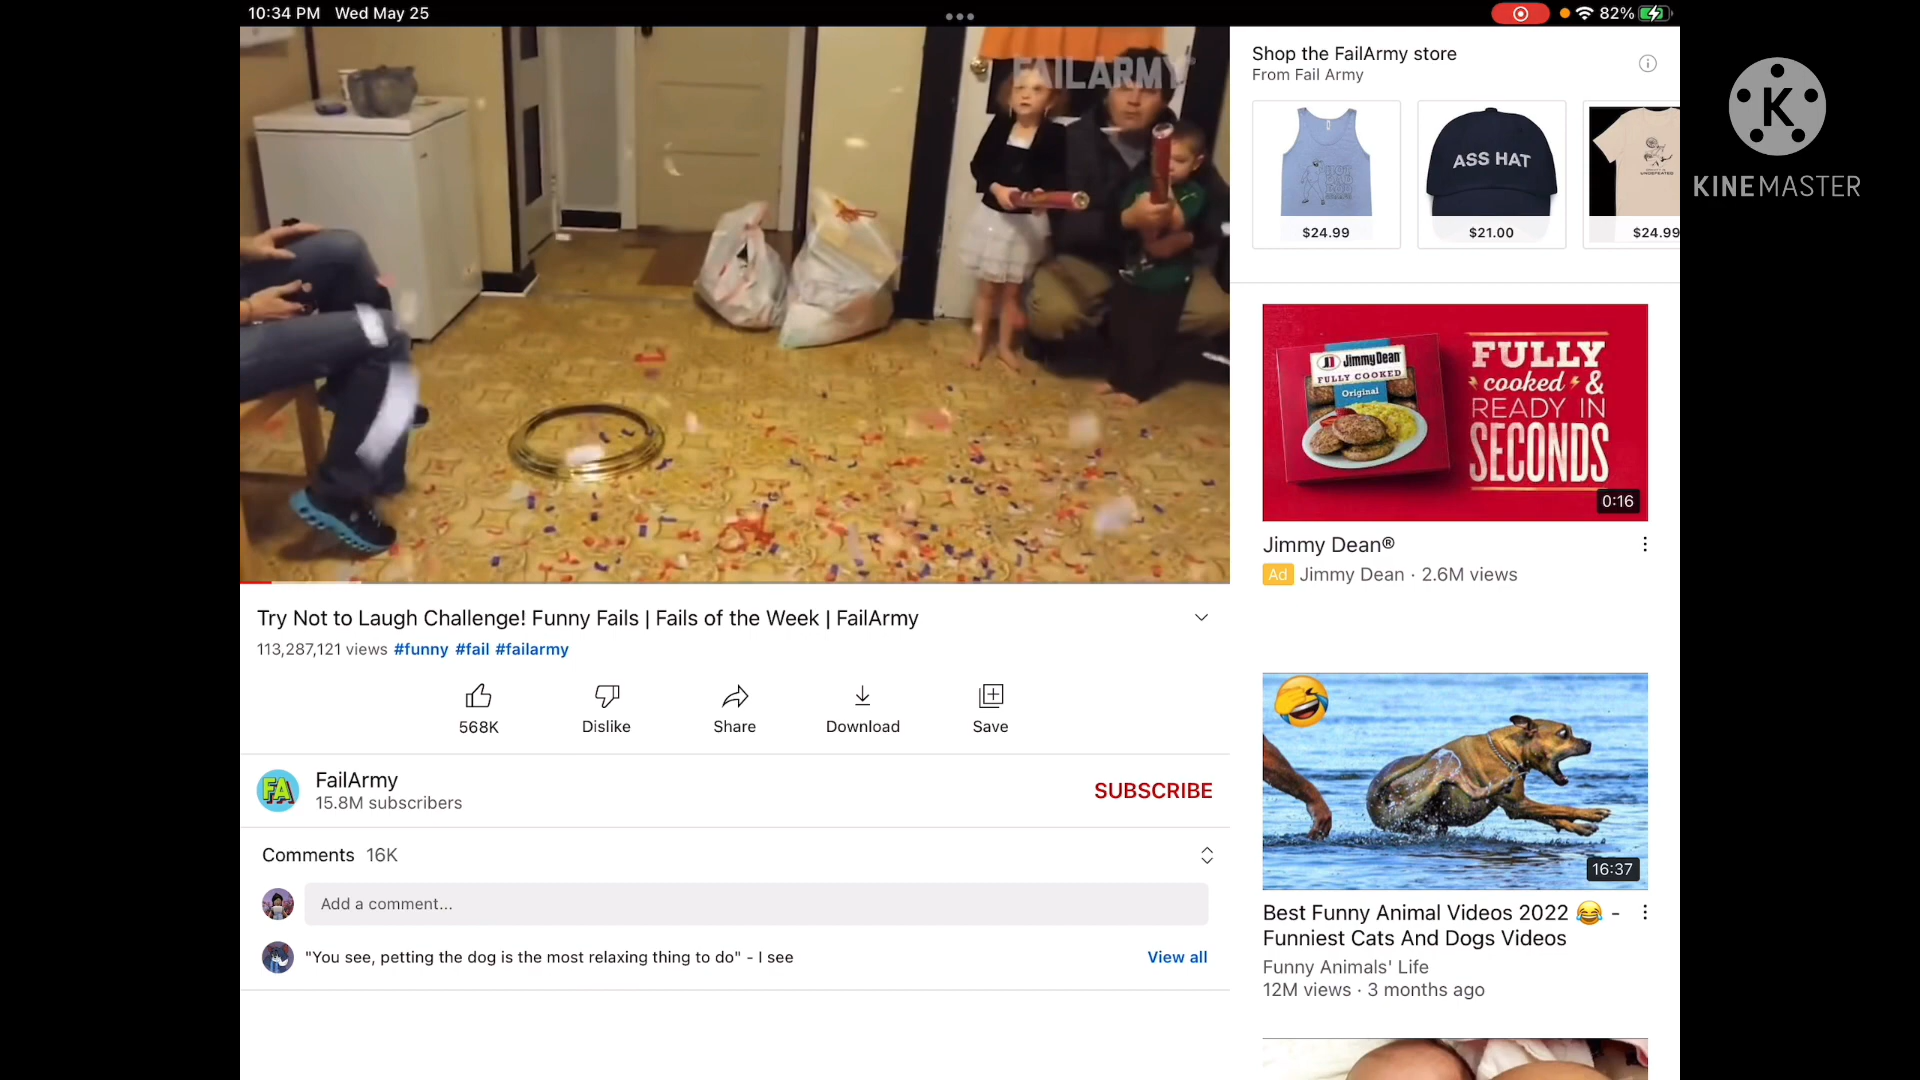 10:34 PM Wed May 25
82%
FAILARMY
Shop the FailArmy store
From Fail Army
ASS HAT
UNDEFEATED
$24.99
$21.00
$24.99
K
KINEMASTER
Jimmy Dean
FULLY COOKED
Original
FULLY
cooked &
READY IN
SECONDS
0:16
Jimmy Dean®
Ad Jimmy Dean · 2.6M views
Try Not to Laugh Challenge! Funny Fails | Fails of the Week | FailArmy
113,287,121 views #funny #fail #failarmy
568K
Dislike
Share
Download
Save
FA
FailArmy
15.8M subscribers
SUBSCRIBE
Comments 16K
Add a comment...
"You see, petting the dog is the most relaxing thing to do" - I see
View all
16:37
Best Funny Animal Videos 2022 😂 -
Funniest Cats And Dogs Videos
Funny Animals' Life
12M views · 3 months ago